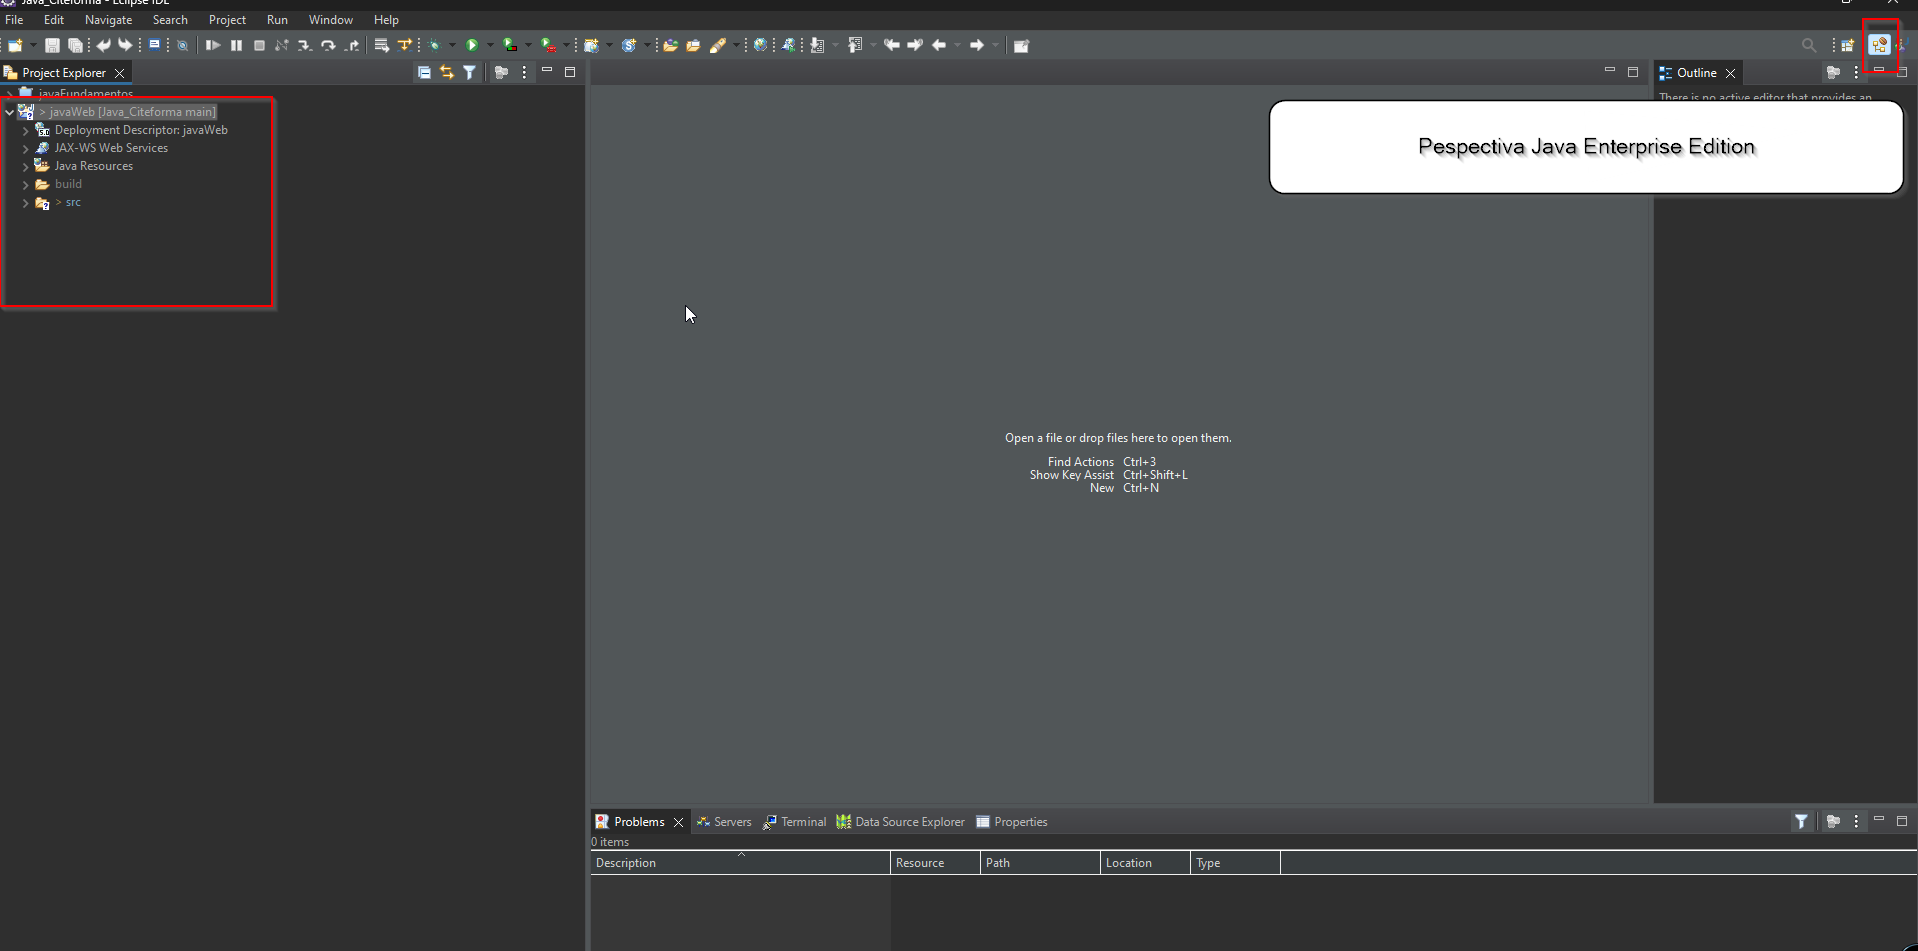 Java_Citeforma - Eclipse IDE
File Edit Navigate Search Project Run Window Help
Project Explorer
Outline
javaFundamentos
There is no active editor that provides an
> javaWeb [Java_Citeforma main]
Deployment Descriptor: javaWeb
JAX-WS Web Services
Java Resources
build
> src
Pespectiva Java Enterprise Edition
Open a file or drop files here to open them.
Find Actions Ctrl+3
Show Key Assist Ctrl+Shift+L
New Ctrl+N
Problems Servers Terminal Data Source Explorer Properties
0 items
Description Resource Path Location Type